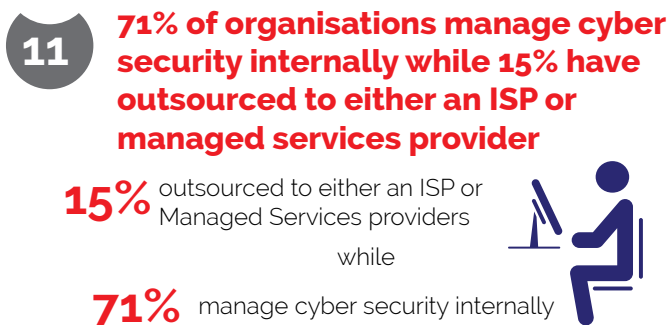 11
71% of organisations manage cyber
security internally while 15% have
outsourced to either an ISP or
managed services provider
15% outsourced to either an ISP or
Managed Services providers
while
71% manage cyber security internally